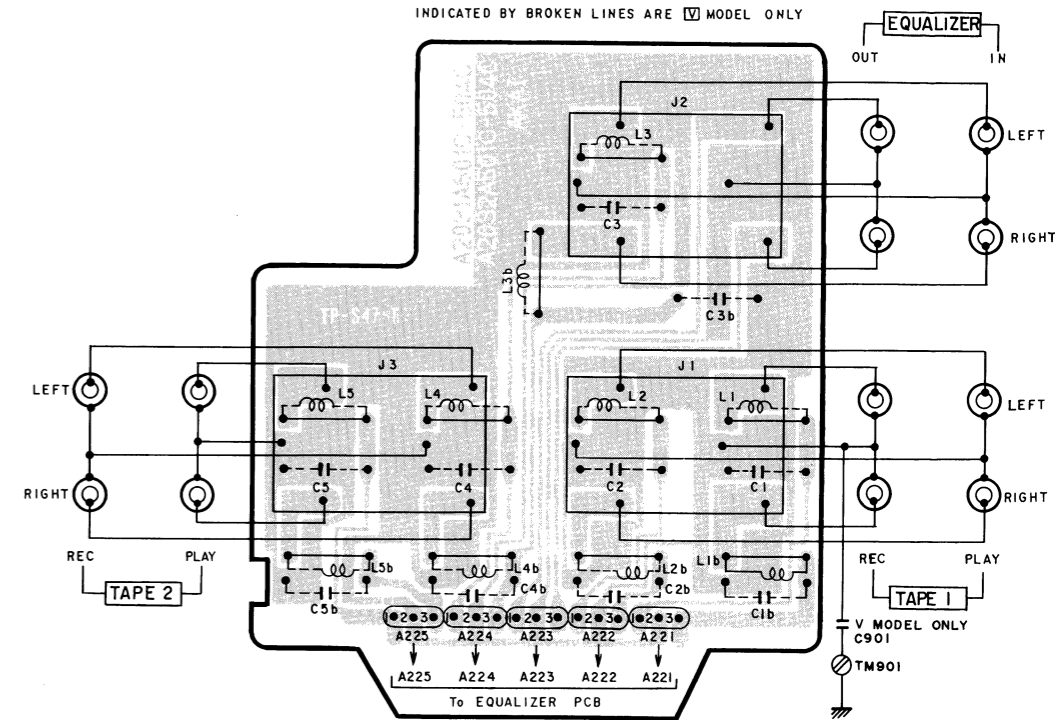 INDICATED BY BROKEN LINES ARE V MODEL ONLY
EQUALIZER
OUT IN
J2
L3
LEFT
C3
RIGHT
L3b
C3b
TP-S47-1
J3
J1
LEFT
L5
L4
L2
L1
LEFT
RIGHT
C5
C4
C2
C1
RIGHT
REC PLAY
L5b
L4b
L2b
L1b
REC PLAY
TAPE 2
C5b
C4b
C2b
C1b
TAPE 1
1 2 3 1 2 3 1 2 3 1 2 3 1 2 3
A225 A224 A223 A222 A221
V MODEL ONLY
C901
TM901
A225 A224 A223 A222 A221
To EQUALIZER PCB